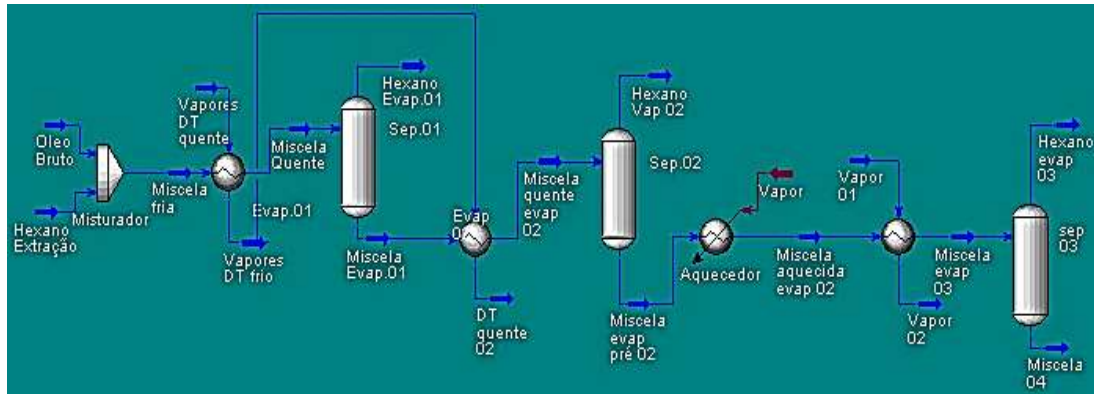 Oleo
Bruto
Hexano
Extração
Misturador
Miscela
fria
Vapores
DT
quente
Evap.01
Vapores
DT frio
Miscela
Quente
Hexano
Evap.01
Sep.01
Miscela
Evap.01
Evap
DT
quente
02
Miscela
quente
evap
02
Hexano
Vap 02
Sep.02
Miscela
evap
pré 02
Aquecedor
Vapor
Miscela
aquecida
evap 02
Vapor
01
Vapor
02
Miscela
evap
03
Hexano
evap
03
sep
03
Miscela
04